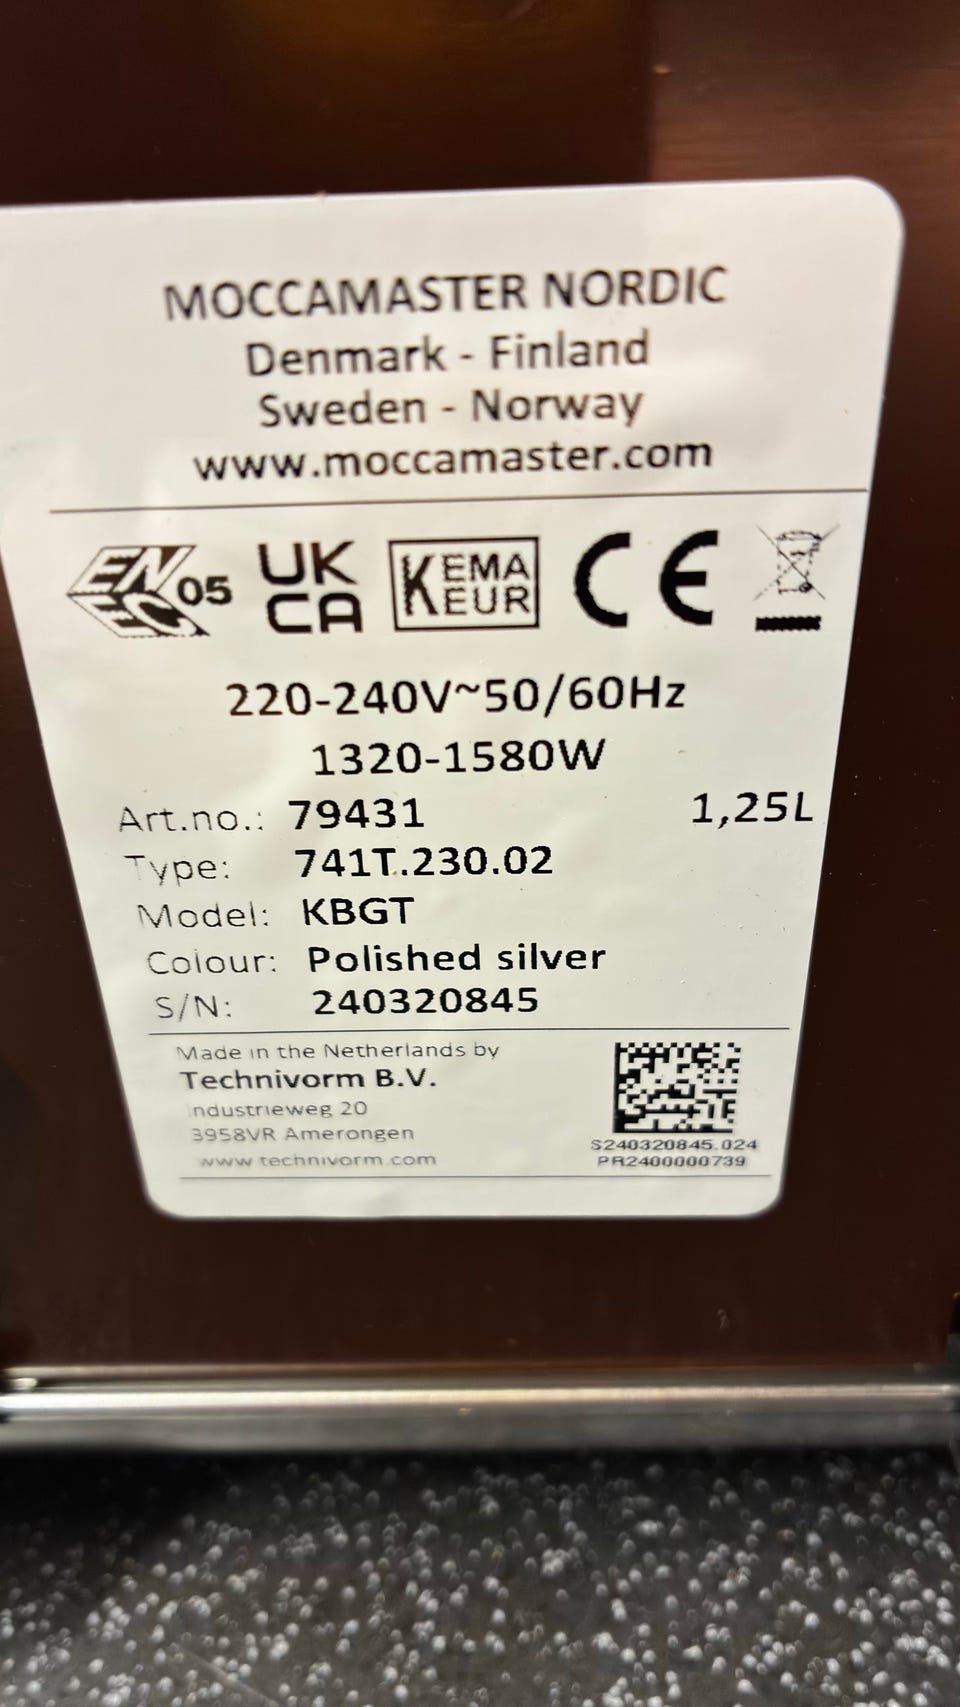 MOCCAMASTER NORDIC
Denmark - Finland
Sweden - Norway
www.moccamaster.com
ENEC 05 UK CA KEMA KEUR CE
220-240V~50/60Hz
1320-1580W
Art.no.: 79431 1,25L
Type: 741T.230.02
Model: KBGT
Colour: Polished silver
S/N: 240320845
Made in the Netherlands by
Technivorm B.V.
Industrieweg 20
3958VR Amerongen
www.technivorm.com
S240320845.024
PR2400000739